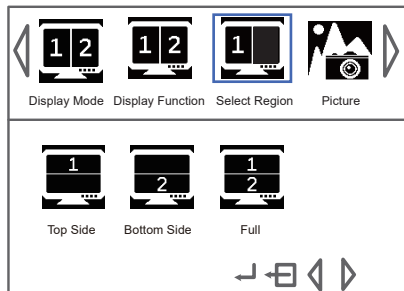 1 2 1 2 1
Display Mode Display Function Select Region Picture
1 2 1
2
Top Side Bottom Side Full